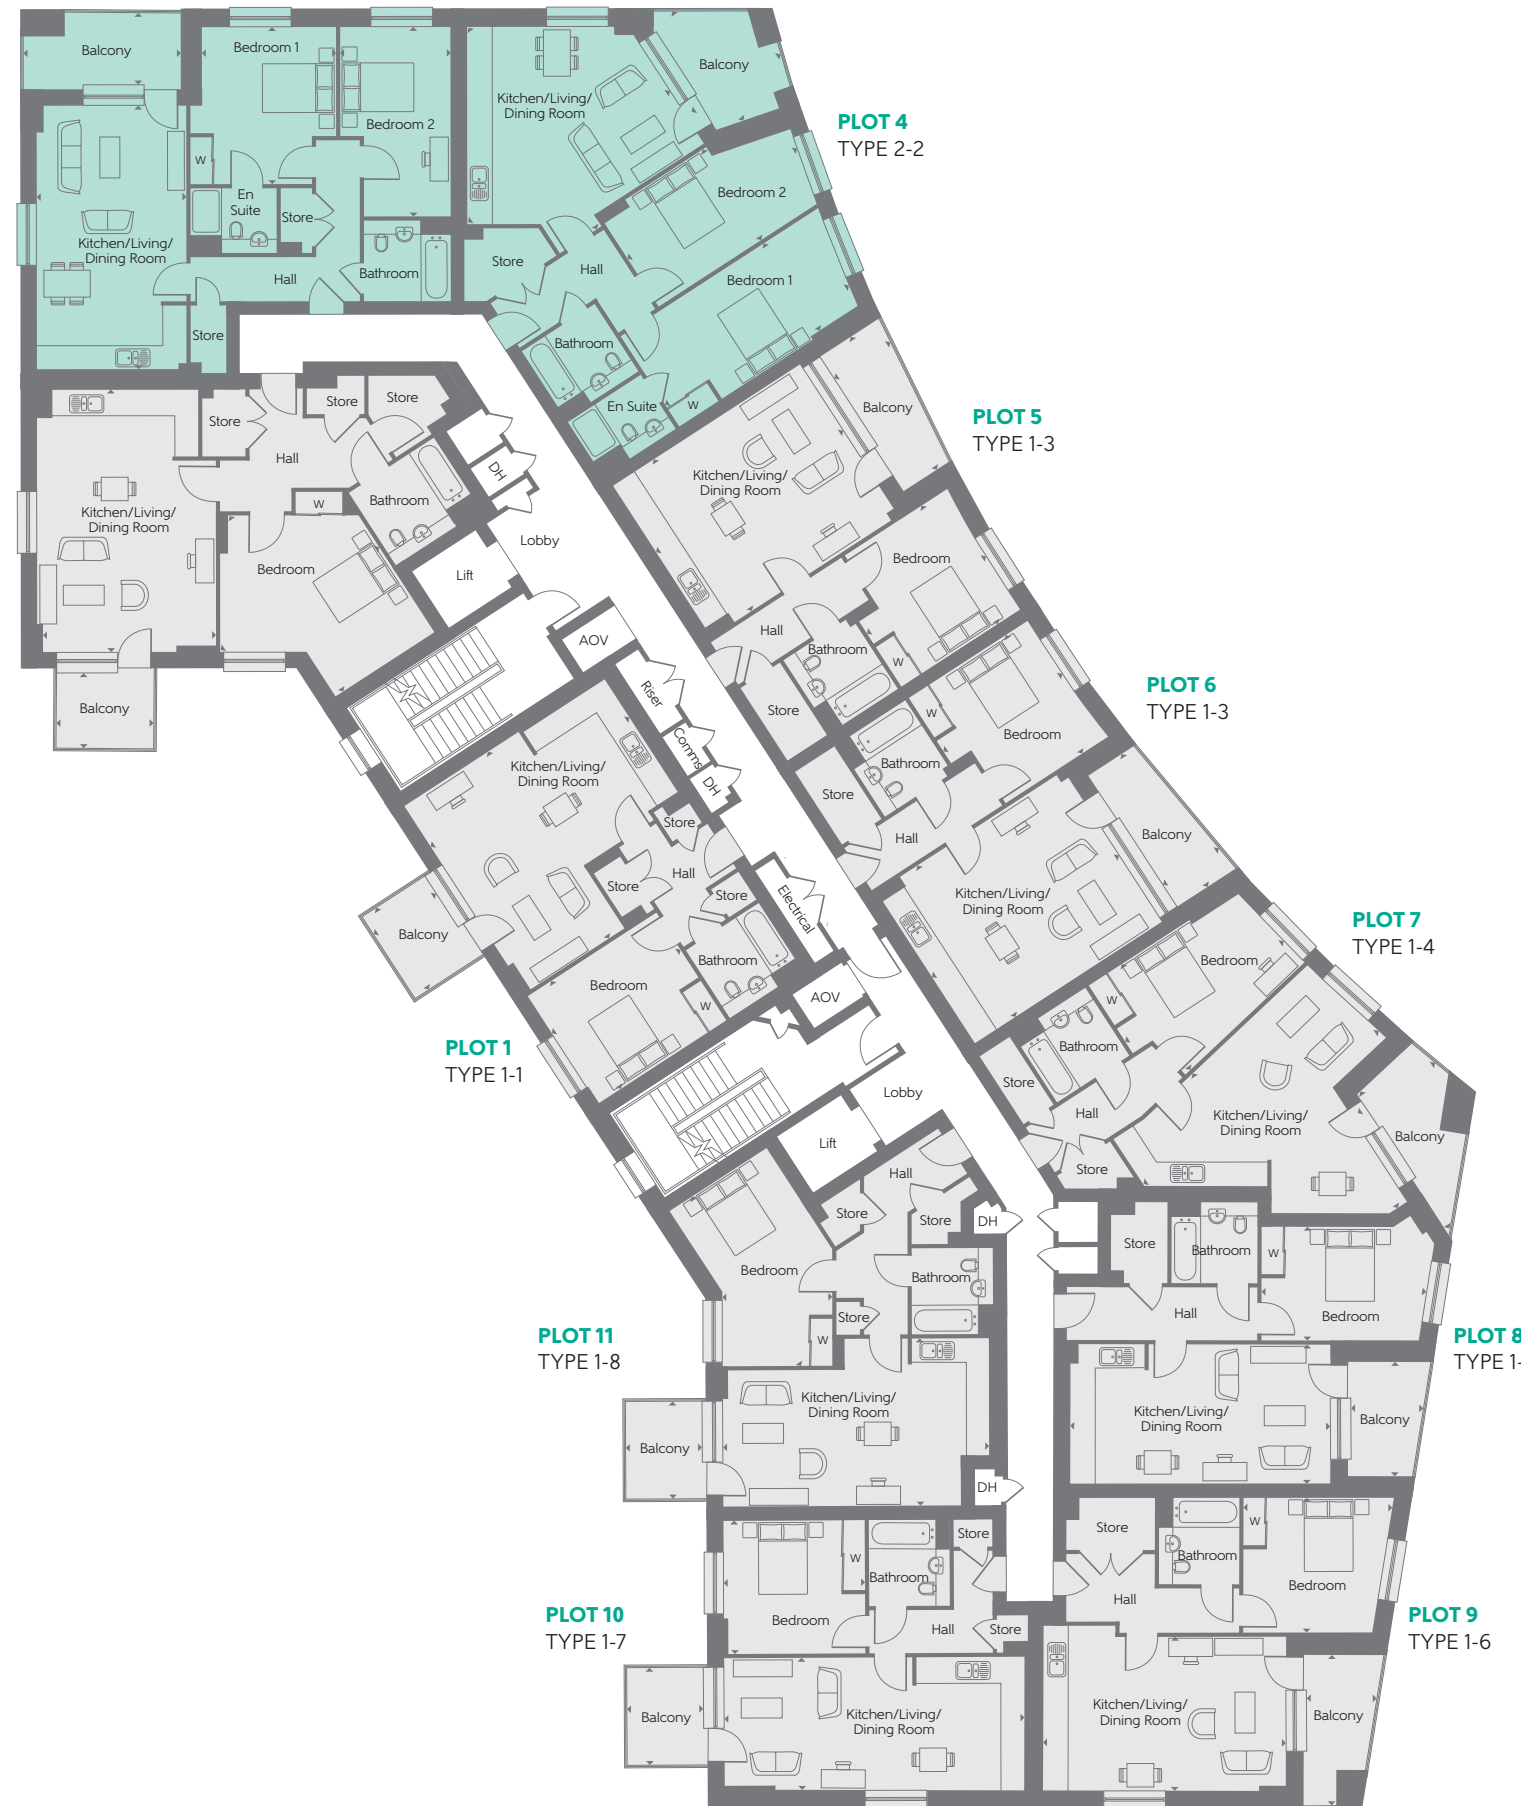 Balcony
Bedroom 1
Bedroom 2
W
En
Suite
Store
Kitchen/Living/
Dining Room
Hall
Bathroom
Store
Kitchen/Living/
Dining Room
Balcony
Bedroom 2
Store
Hall
Bedroom 1
Bathroom
En Suite
W
PLOT 4
TYPE 2-2
Store
Store
Store
Hall
W
Bathroom
Kitchen/Living/
Dining Room
Bedroom
Balcony
DH
Lobby
Lift
AOV
Riser
Comms
DH
Balcony
Kitchen/Living/
Dining Room
Bedroom
Hall
Bathroom
W
Store
PLOT 5
TYPE 1-3
W
Bedroom
Bathroom
Store
Hall
Balcony
Kitchen/Living/
Dining Room
PLOT 6
TYPE 1-3
Kitchen/Living/
Dining Room
Store
Hall
Store
Store
Balcony
Bathroom
Bedroom
W
PLOT 1
TYPE 1-1
Electrical
AOV
Lobby
Lift
Bedroom
W
Bathroom
Store
Hall
Store
Kitchen/Living/
Dining Room
Balcony
PLOT 7
TYPE 1-4
Hall
Store
Store
DH
Bedroom
Bathroom
Store
W
Kitchen/Living/
Dining Room
Balcony
DH
PLOT 11
TYPE 1-8
Store
Bathroom
W
Hall
Bedroom
Kitchen/Living/
Dining Room
Balcony
PLOT 8
TYPE 1-
Store
W
Bathroom
Bedroom
Hall
Store
Kitchen/Living/
Dining Room
Balcony
PLOT 10
TYPE 1-7
Store
W
Bathroom
Bedroom
Hall
Kitchen/Living/
Dining Room
Balcony
PLOT 9
TYPE 1-6